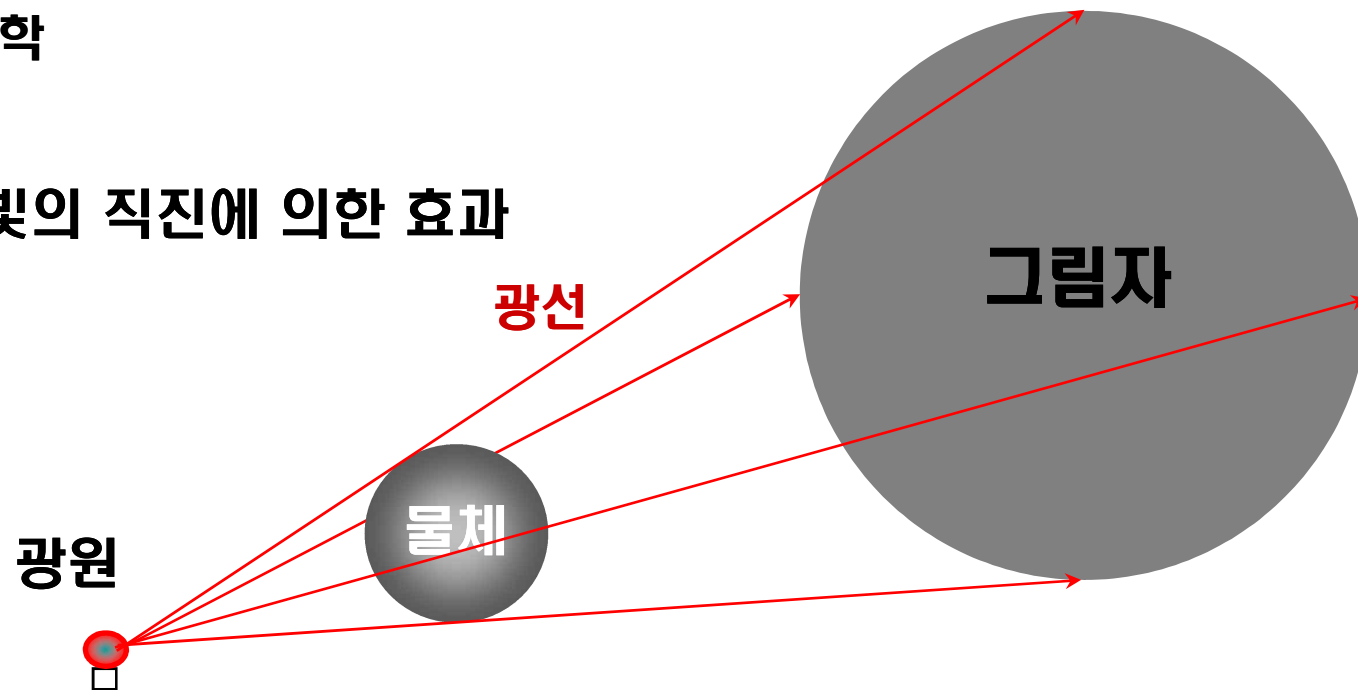 학
빛의 직진에 의한 효과
광선
그림자
물체
광원